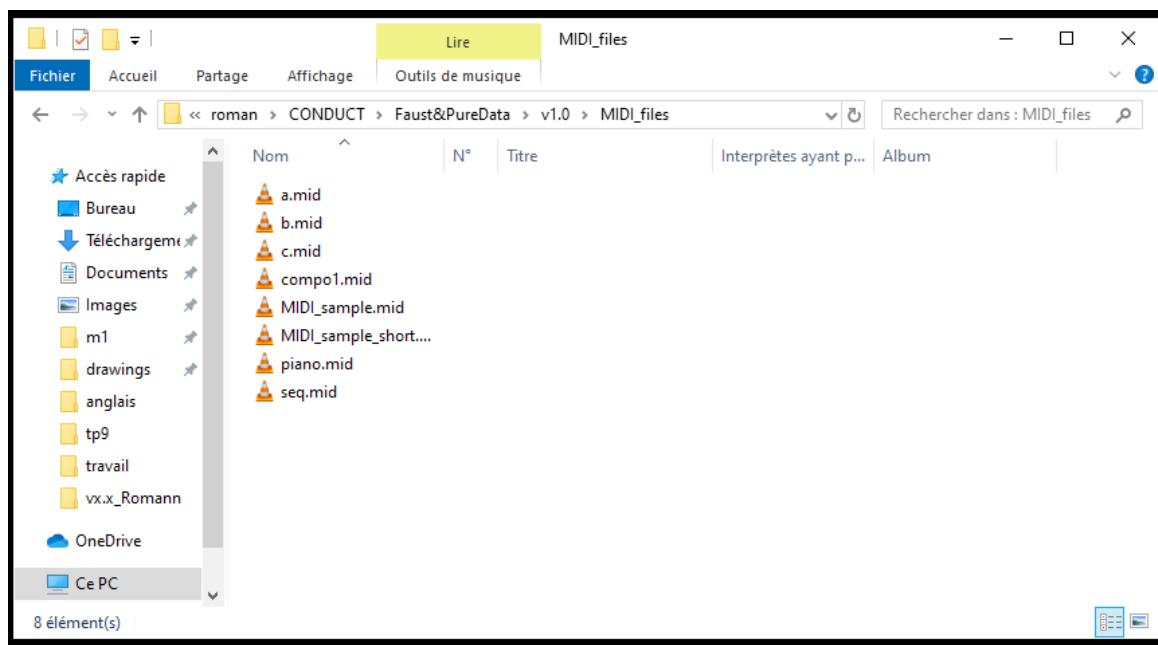 Lire MIDI_files
Fichier Accueil Partage Affichage Outils de musique
« roman > CONDUCT > Faust&PureData > v1.0 > MIDI_files Rechercher dans : MIDI_files
Nom N° Titre Interprètes ayant p... Album
Accès rapide
Bureau
Téléchargeme
Documents
Images
m1
drawings
anglais
tp9
travail
vx.x_Romann
OneDrive
Ce PC
a.mid
b.mid
c.mid
compo1.mid
MIDI_sample.mid
MIDI_sample_short....
piano.mid
seq.mid
8 élément(s)